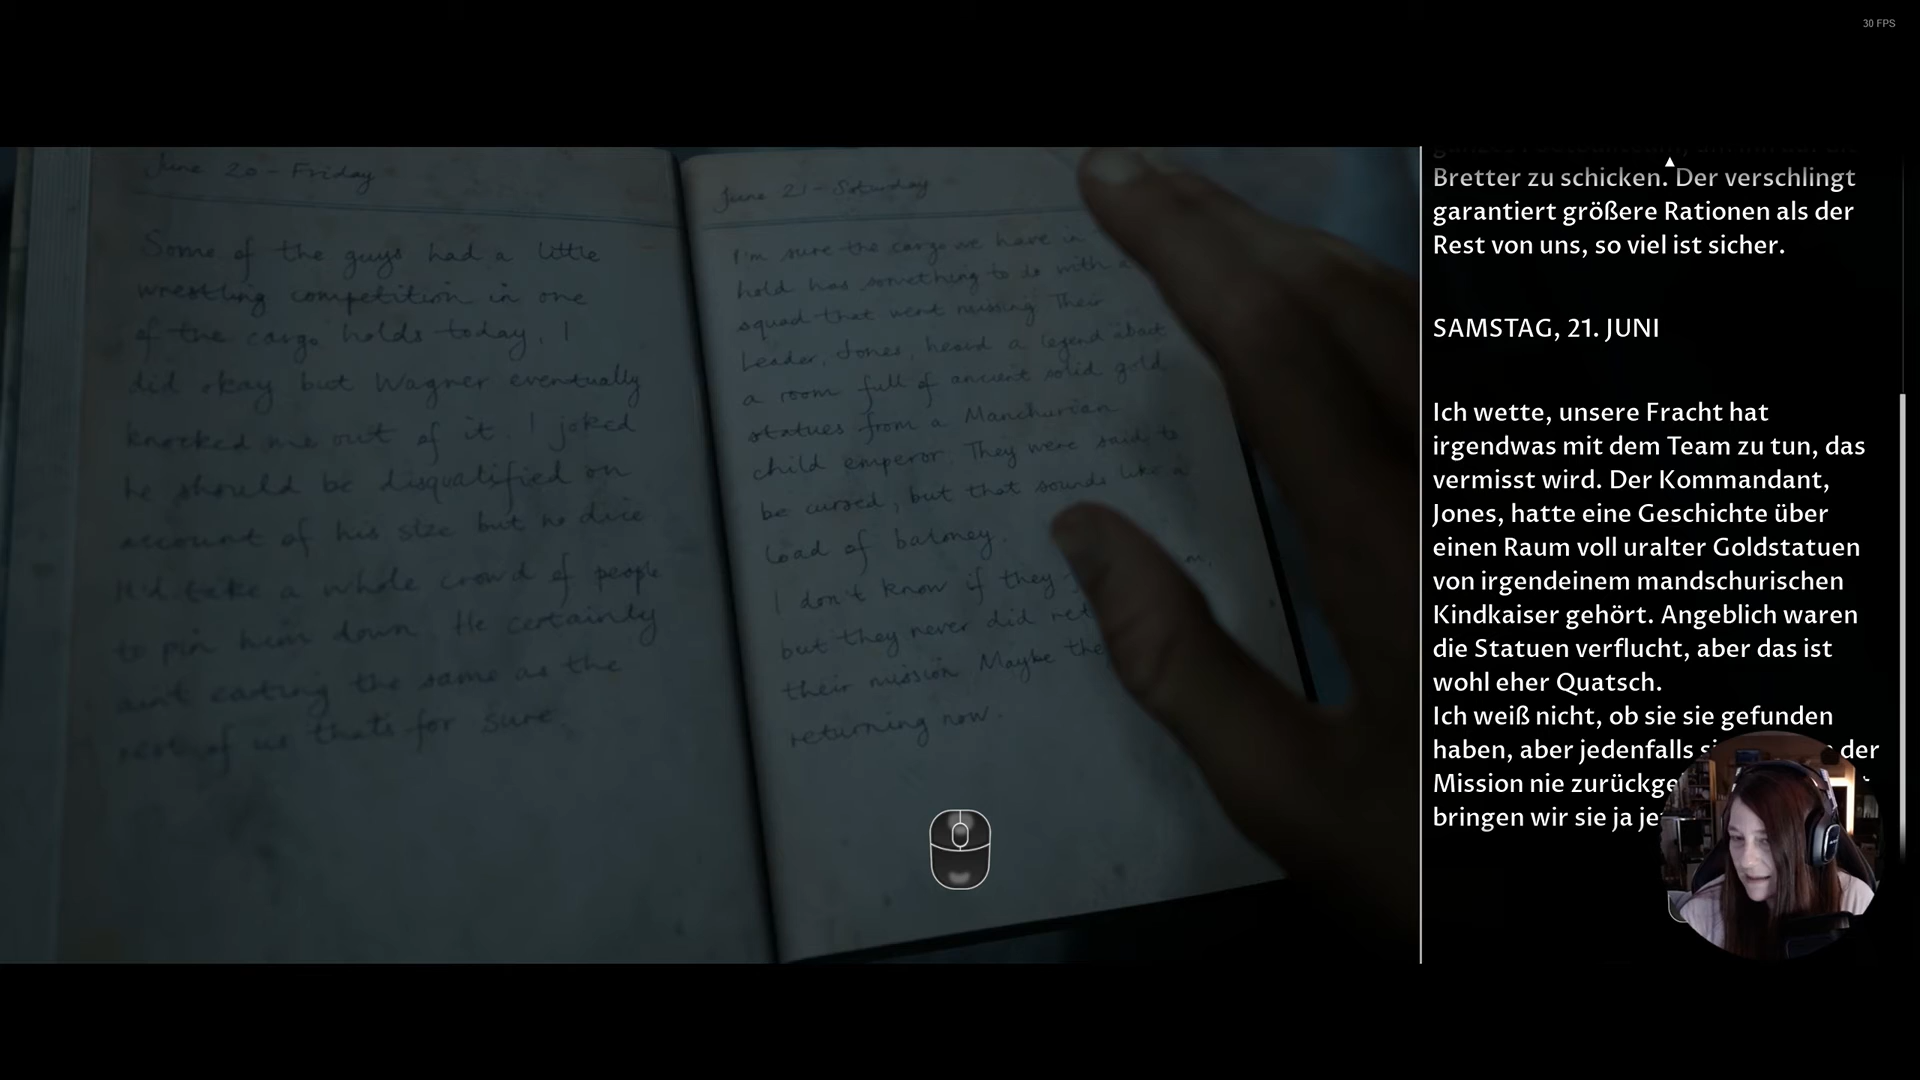 30 FPS
June 20 - Friday
Some of the guys had a little
wrestling competition in one
of the cargo holds today. I
did okay but Wagner eventually
knocked me out of it. I joked
he should be disqualified on
account of his size but no dice
It'd take a whole crowd of people
to pin him down. He certainly
ain't eating the same as the
rest of us thats for sure.
June 21 - Saturday
I'm sure the cargo we have in
hold has something to do with a
squad that went missing. Their
Leader, Jones, heard a legend about
a room full of ancient solid gold
statues from a Manchurian
child emperor. They were said to
be cursed, but that sounds like a
load of baloney.
I don't know if they
but they never did
their mission. Maybe
returning now.
Bretter zu schicken. Der verschlingt
garantiert größere Rationen als der
Rest von uns, so viel ist sicher.
SAMSTAG, 21. JUNI
Ich wette, unsere Fracht hat
irgendwas mit dem Team zu tun, das
vermisst wird. Der Kommandant,
Jones, hatte eine Geschichte über
einen Raum voll uralter Goldstatuen
von irgendeinem mandschurischen
Kindkaiser gehört. Angeblich waren
die Statuen verflucht, aber das ist
wohl eher Quatsch.
Ich weiß nicht, ob sie sie gefunden
haben, aber jedenfalls der
Mission nie
bringen wir sie ja